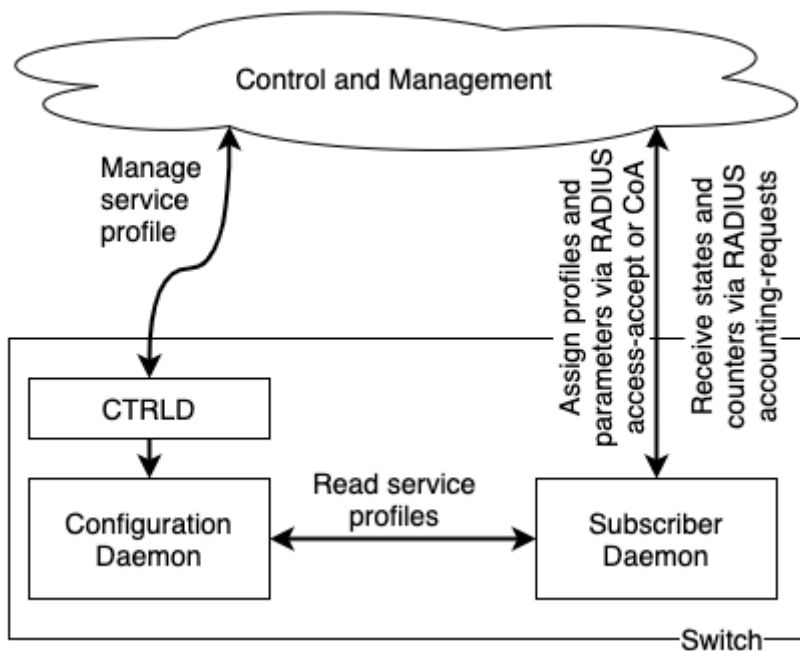 Control and Management
Manage
service
profile
Assign profiles and
parameters via RADIUS
access-accept or CoA
Receive states and
counters via RADIUS
accounting-requests
CTRLD
Configuration
Daemon
Read service
profiles
Subscriber
Daemon
Switch